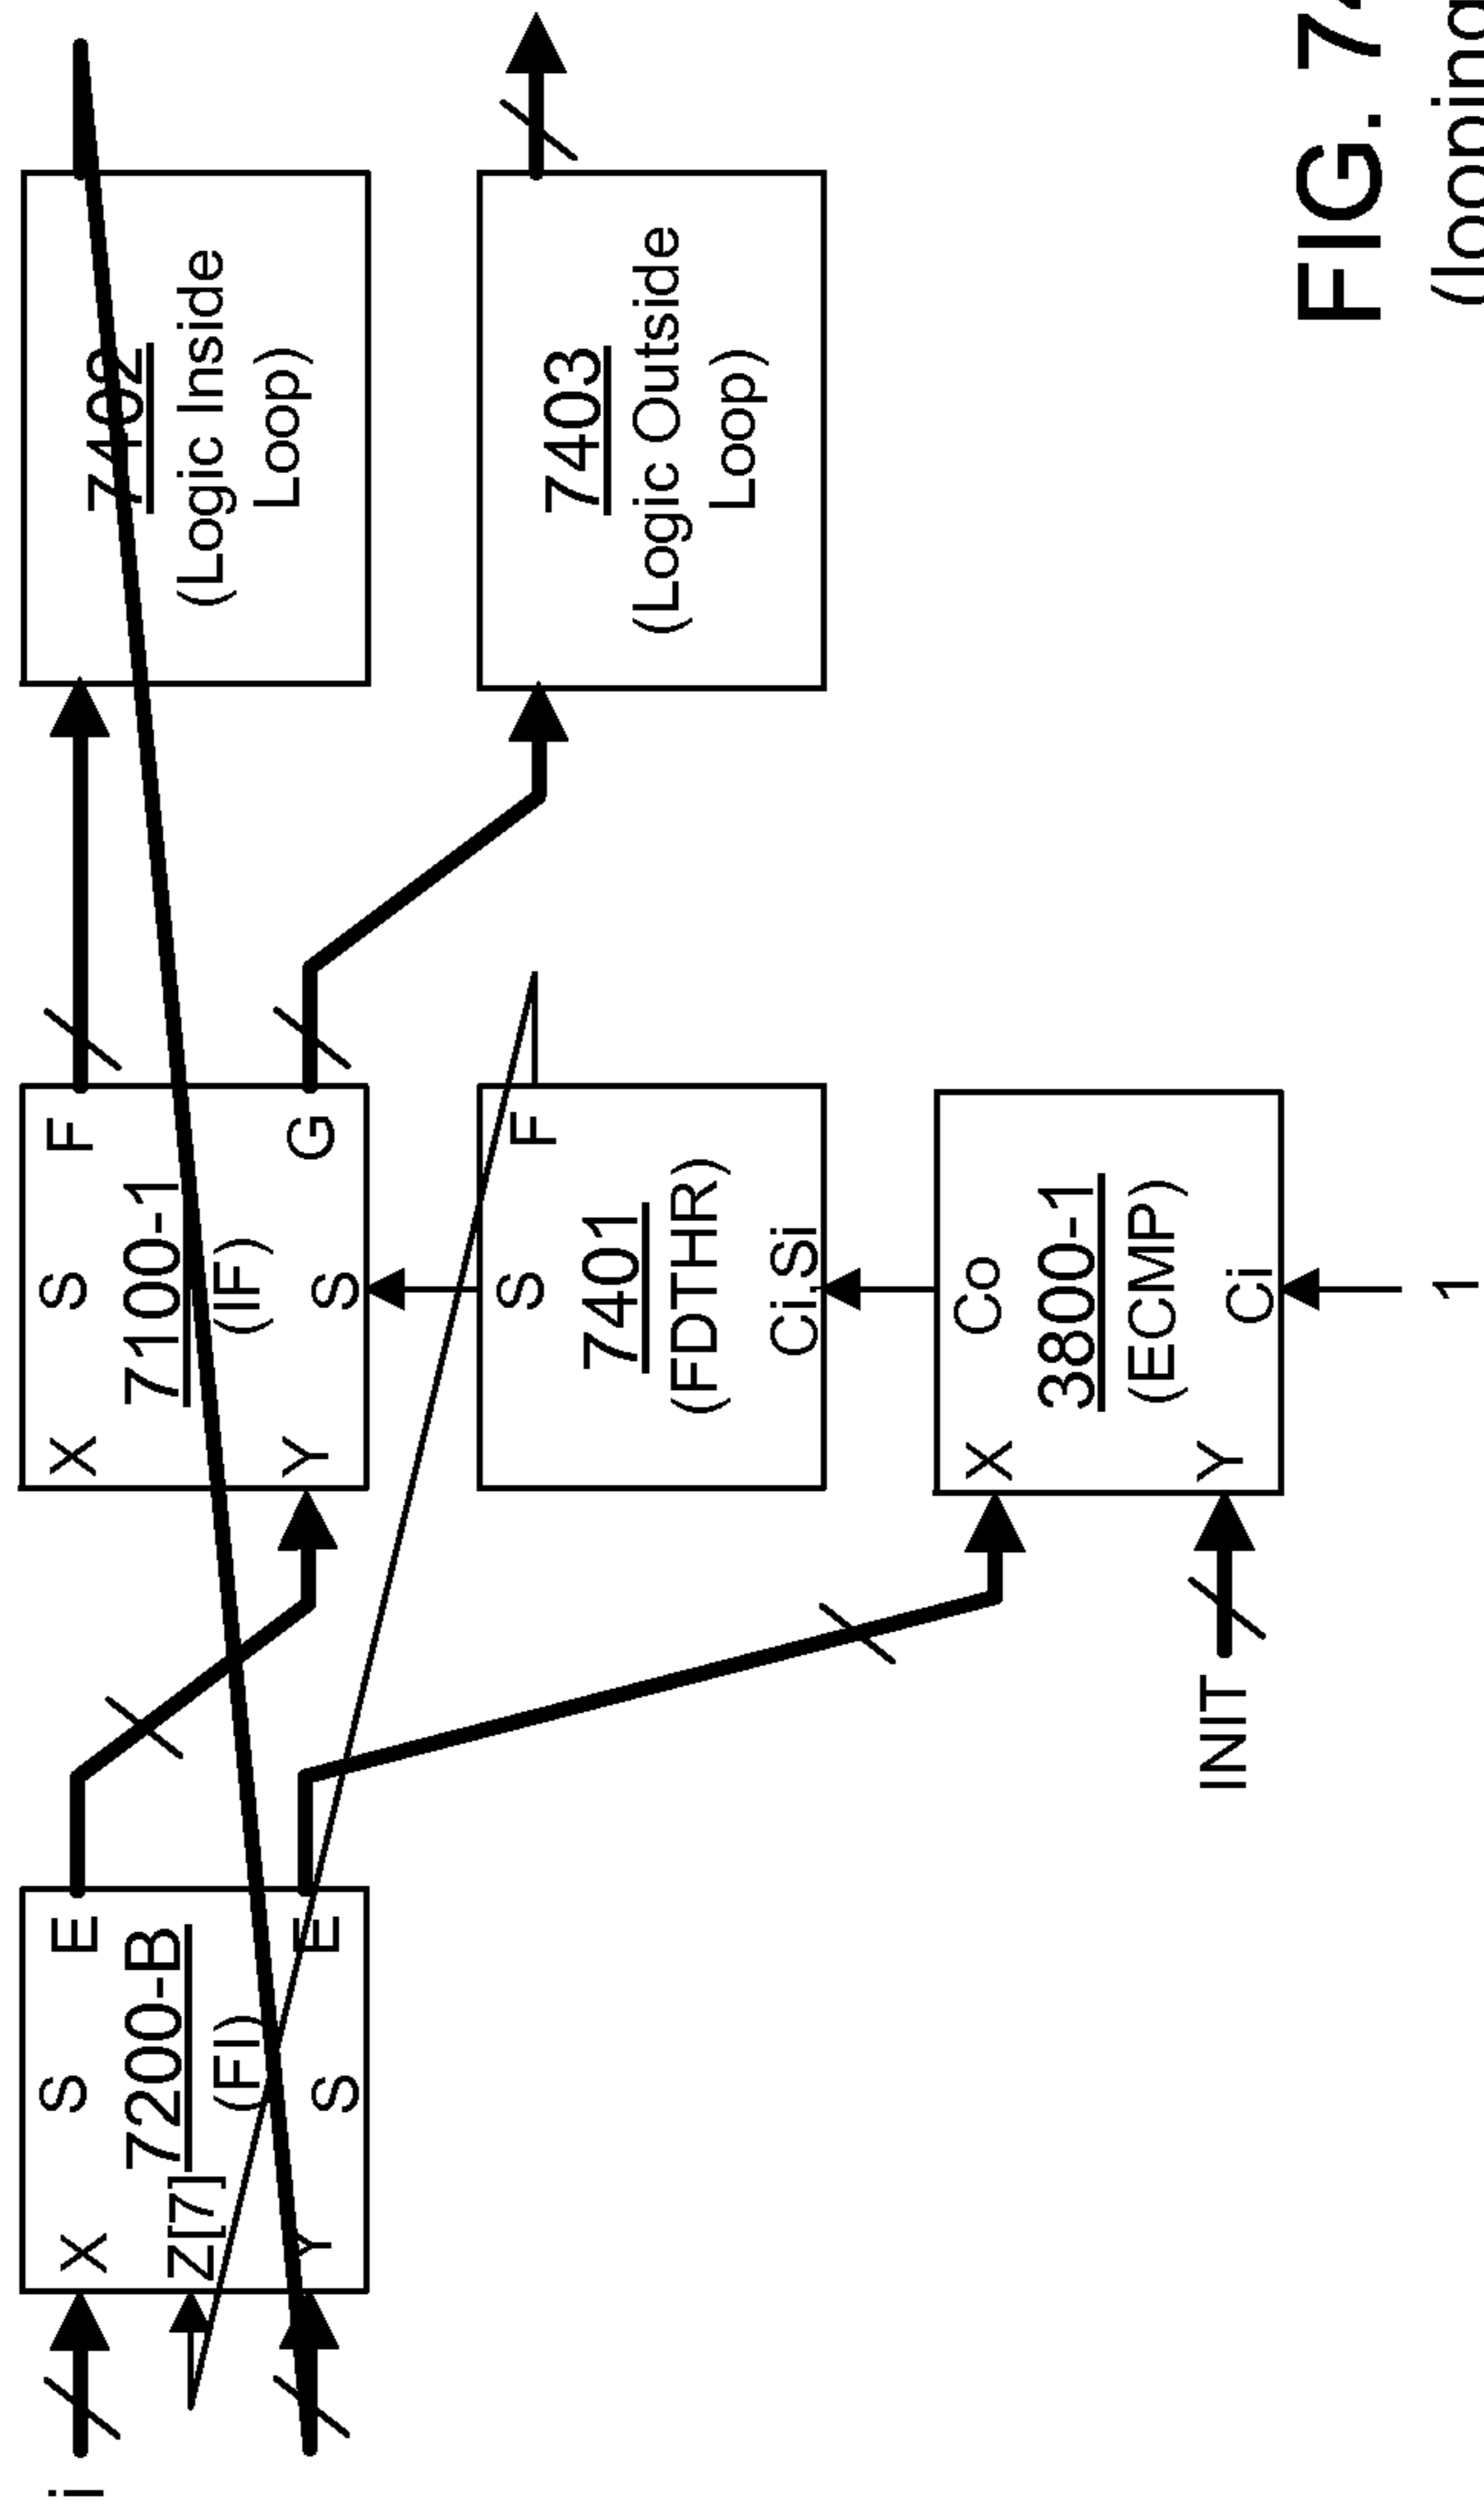 i
X
S
E
7200-B
Z[7]
(FI)
Y
S
E
X
S
F
7100-1
(IF)
Y
S
G
7402
(Logic Inside
Loop)
S
F
7401
(FDTHR)
Ci,Si
7403
(Logic Outside
Loop)
X
Co
3800-1
(ECMP)
Y
Ci
INIT
1
FIG.
(looping